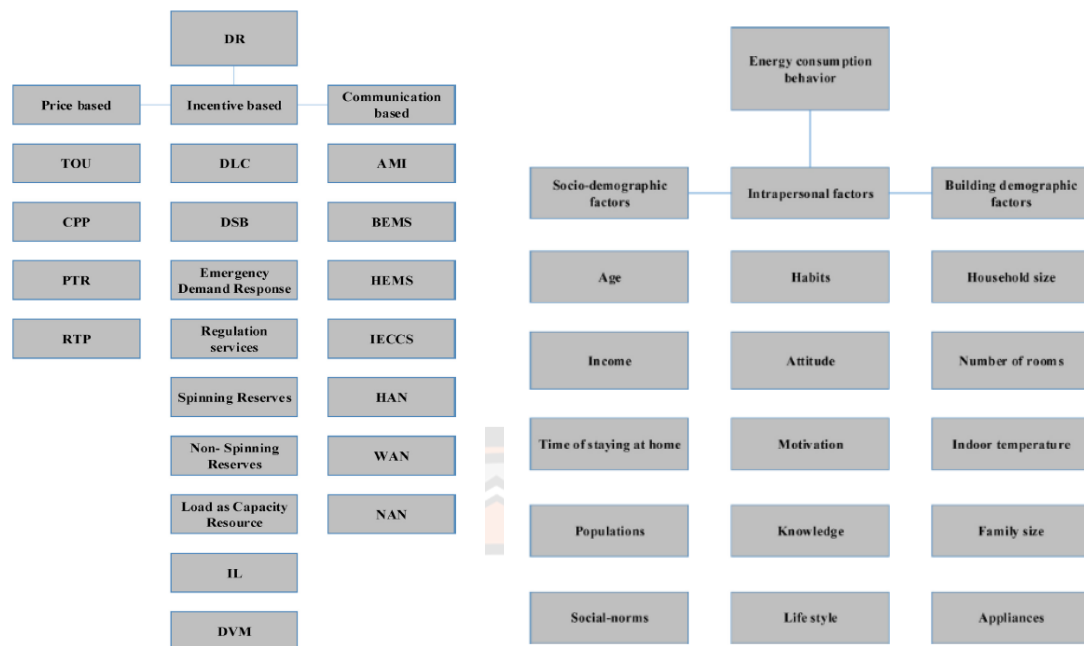 DR
Price based
Incentive based
Communication
based
TOU
DLC
AMI
CPP
DSB
BEMS
PTR
Emergency
Demand Response
HEMS
RTP
Regulation
services
IECCS
Spinning Reserves
HAN
Non- Spinning
Reserves
WAN
Load as Capacity
Resource
NAN
IL
DVM
Energy consumption
behavior
Socio-demographic
factors
Intrapersonal factors
Building demographic
factors
Age
Habits
Household size
Income
Attitude
Number of rooms
Time of staying at home
Motivation
Indoor temperature
Populations
Knowledge
Family size
Social-norms
Life style
Appliances